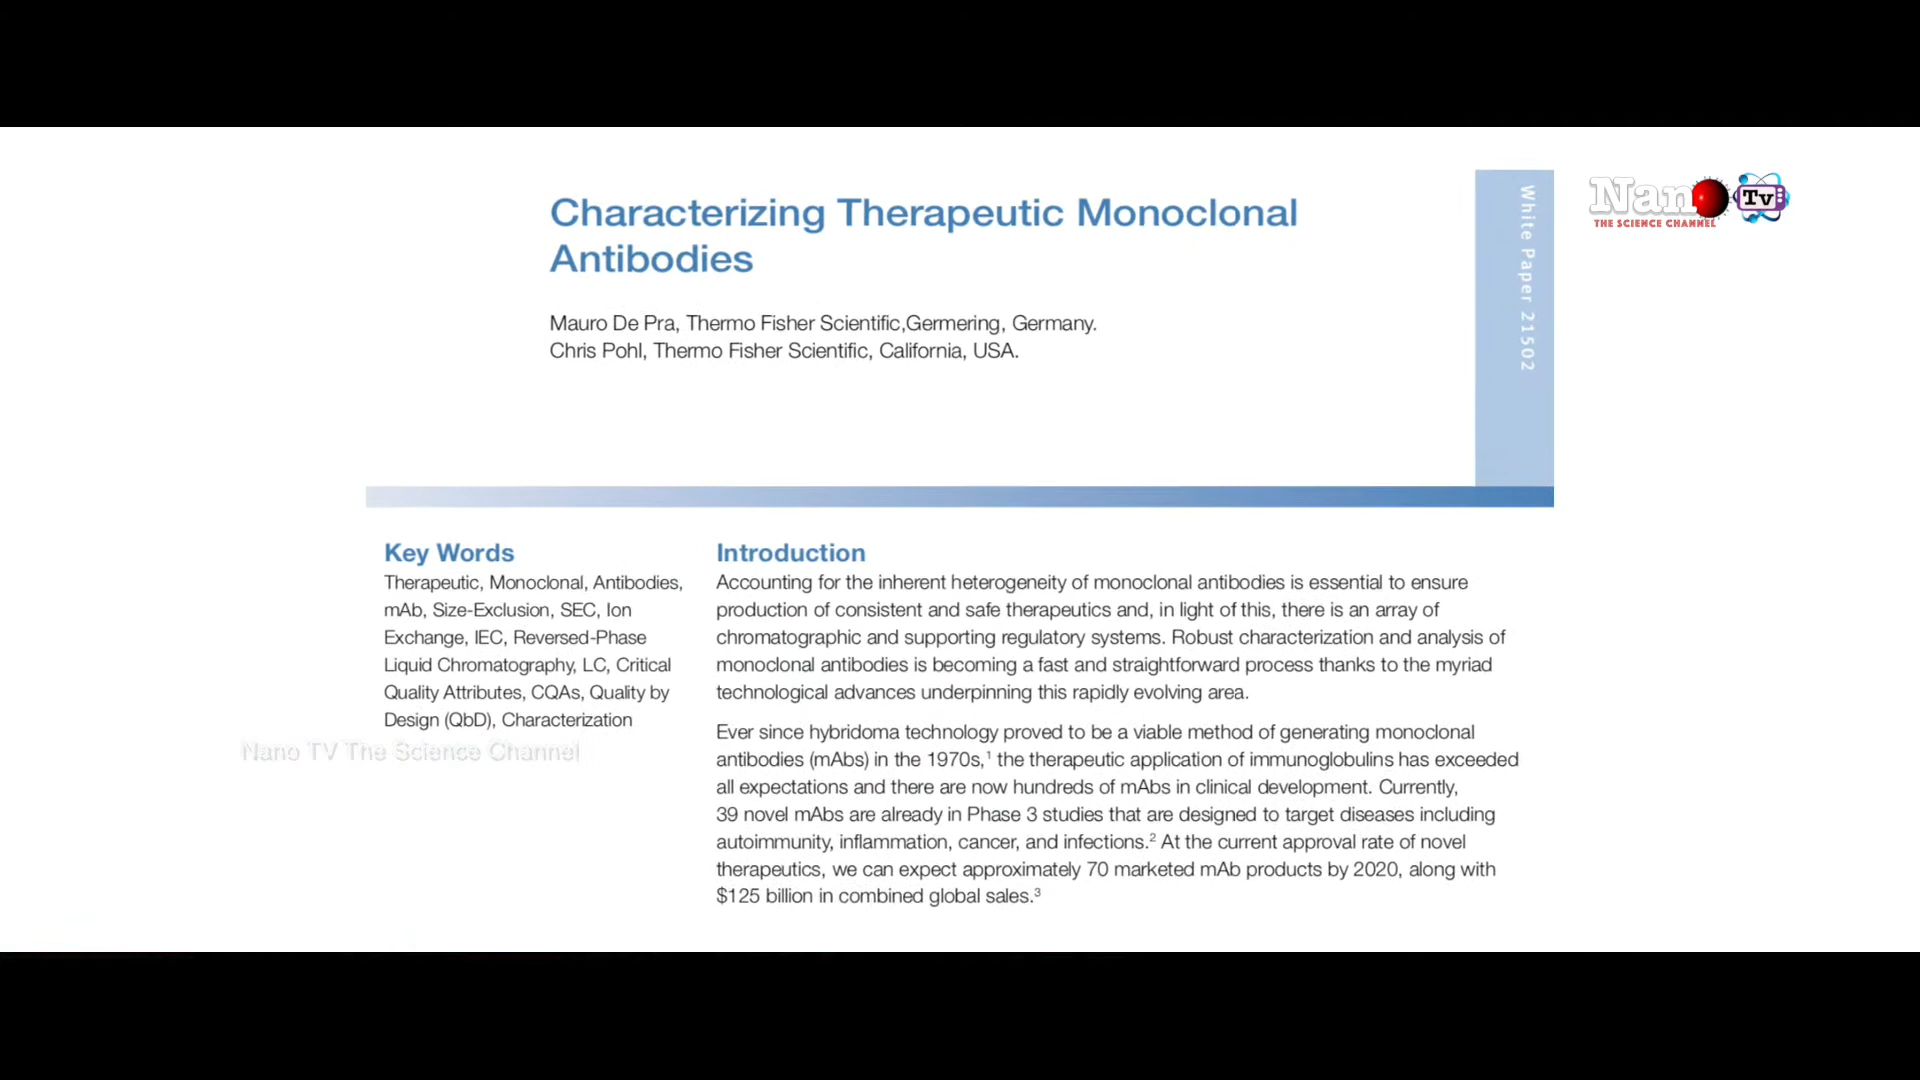 Characterizing Therapeutic Monoclonal
Antibodies
Mauro De Pra, Thermo Fisher Scientific,Germering, Germany.
Chris Pohl, Thermo Fisher Scientific, California, USA.
White Paper 21502
Nano Tv
THE SCIENCE CHANNEL
Key Words
Therapeutic, Monoclonal, Antibodies,
mAb, Size-Exclusion, SEC, Ion
Exchange, IEC, Reversed-Phase
Liquid Chromatography, LC, Critical
Quality Attributes, CQAs, Quality by
Design (QbD), Characterization
Nano TV The Science Channel
Introduction
Accounting for the inherent heterogeneity of monoclonal antibodies is essential to ensure
production of consistent and safe therapeutics and, in light of this, there is an array of
chromatographic and supporting regulatory systems. Robust characterization and analysis of
monoclonal antibodies is becoming a fast and straightforward process thanks to the myriad
technological advances underpinning this rapidly evolving area.
Ever since hybridoma technology proved to be a viable method of generating monoclonal
antibodies (mAbs) in the 1970s,¹ the therapeutic application of immunoglobulins has exceeded
all expectations and there are now hundreds of mAbs in clinical development. Currently,
39 novel mAbs are already in Phase 3 studies that are designed to target diseases including
autoimmunity, inflammation, cancer, and infections.² At the current approval rate of novel
therapeutics, we can expect approximately 70 marketed mAb products by 2020, along with
$125 billion in combined global sales.³